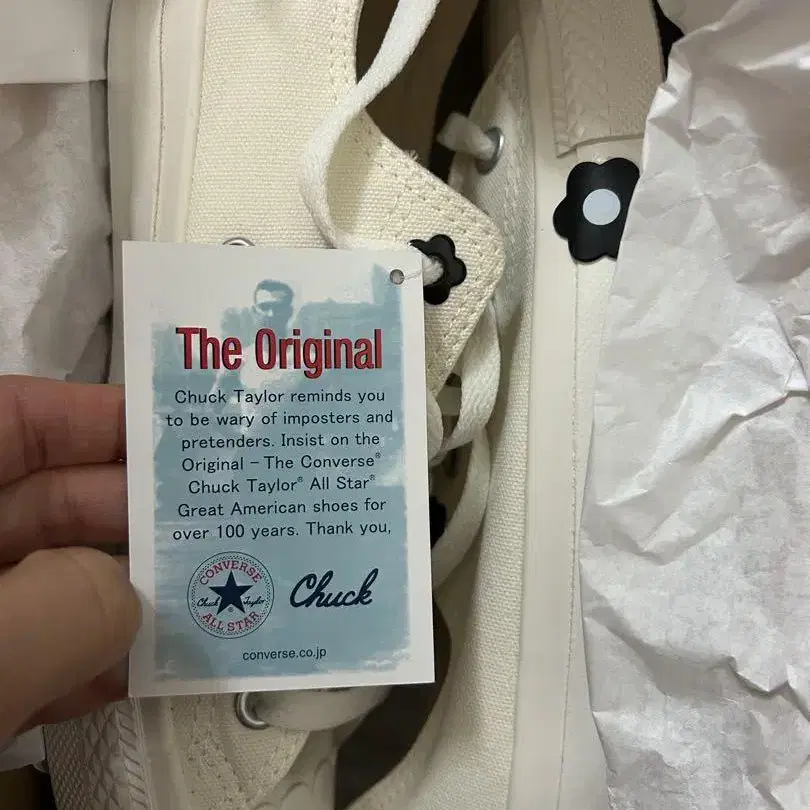 The Original
Chuck Taylor reminds you
to be wary of imposters and
pretenders. Insist on the
Original – The Converse®
Chuck Taylor® All Star®
Great American shoes for
over 100 years. Thank you,
CONVERSE
Chuck Taylor
®
ALL STAR
Chuck
converse.co.jp